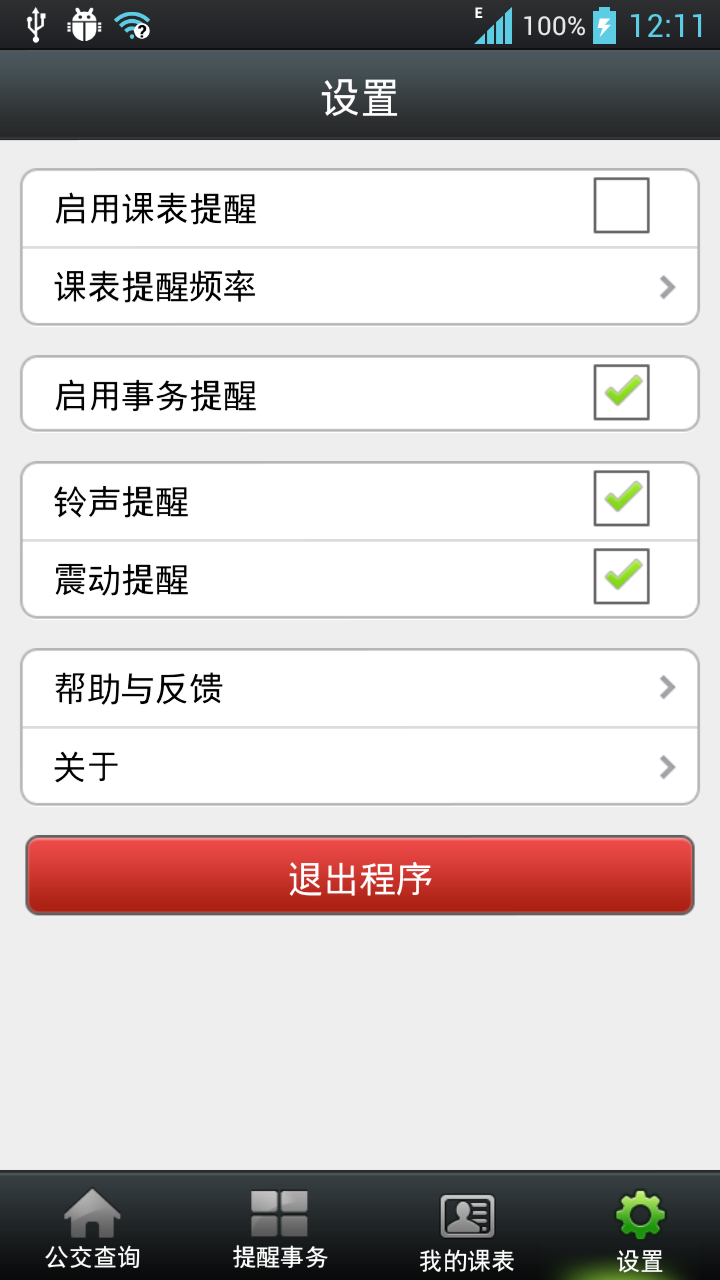 E 100% 12:11
设置
启用课表提醒
课表提醒频率
启用事务提醒
铃声提醒
震动提醒
帮助与反馈
关于
退出程序
公交查询 提醒事务 我的课表 设置